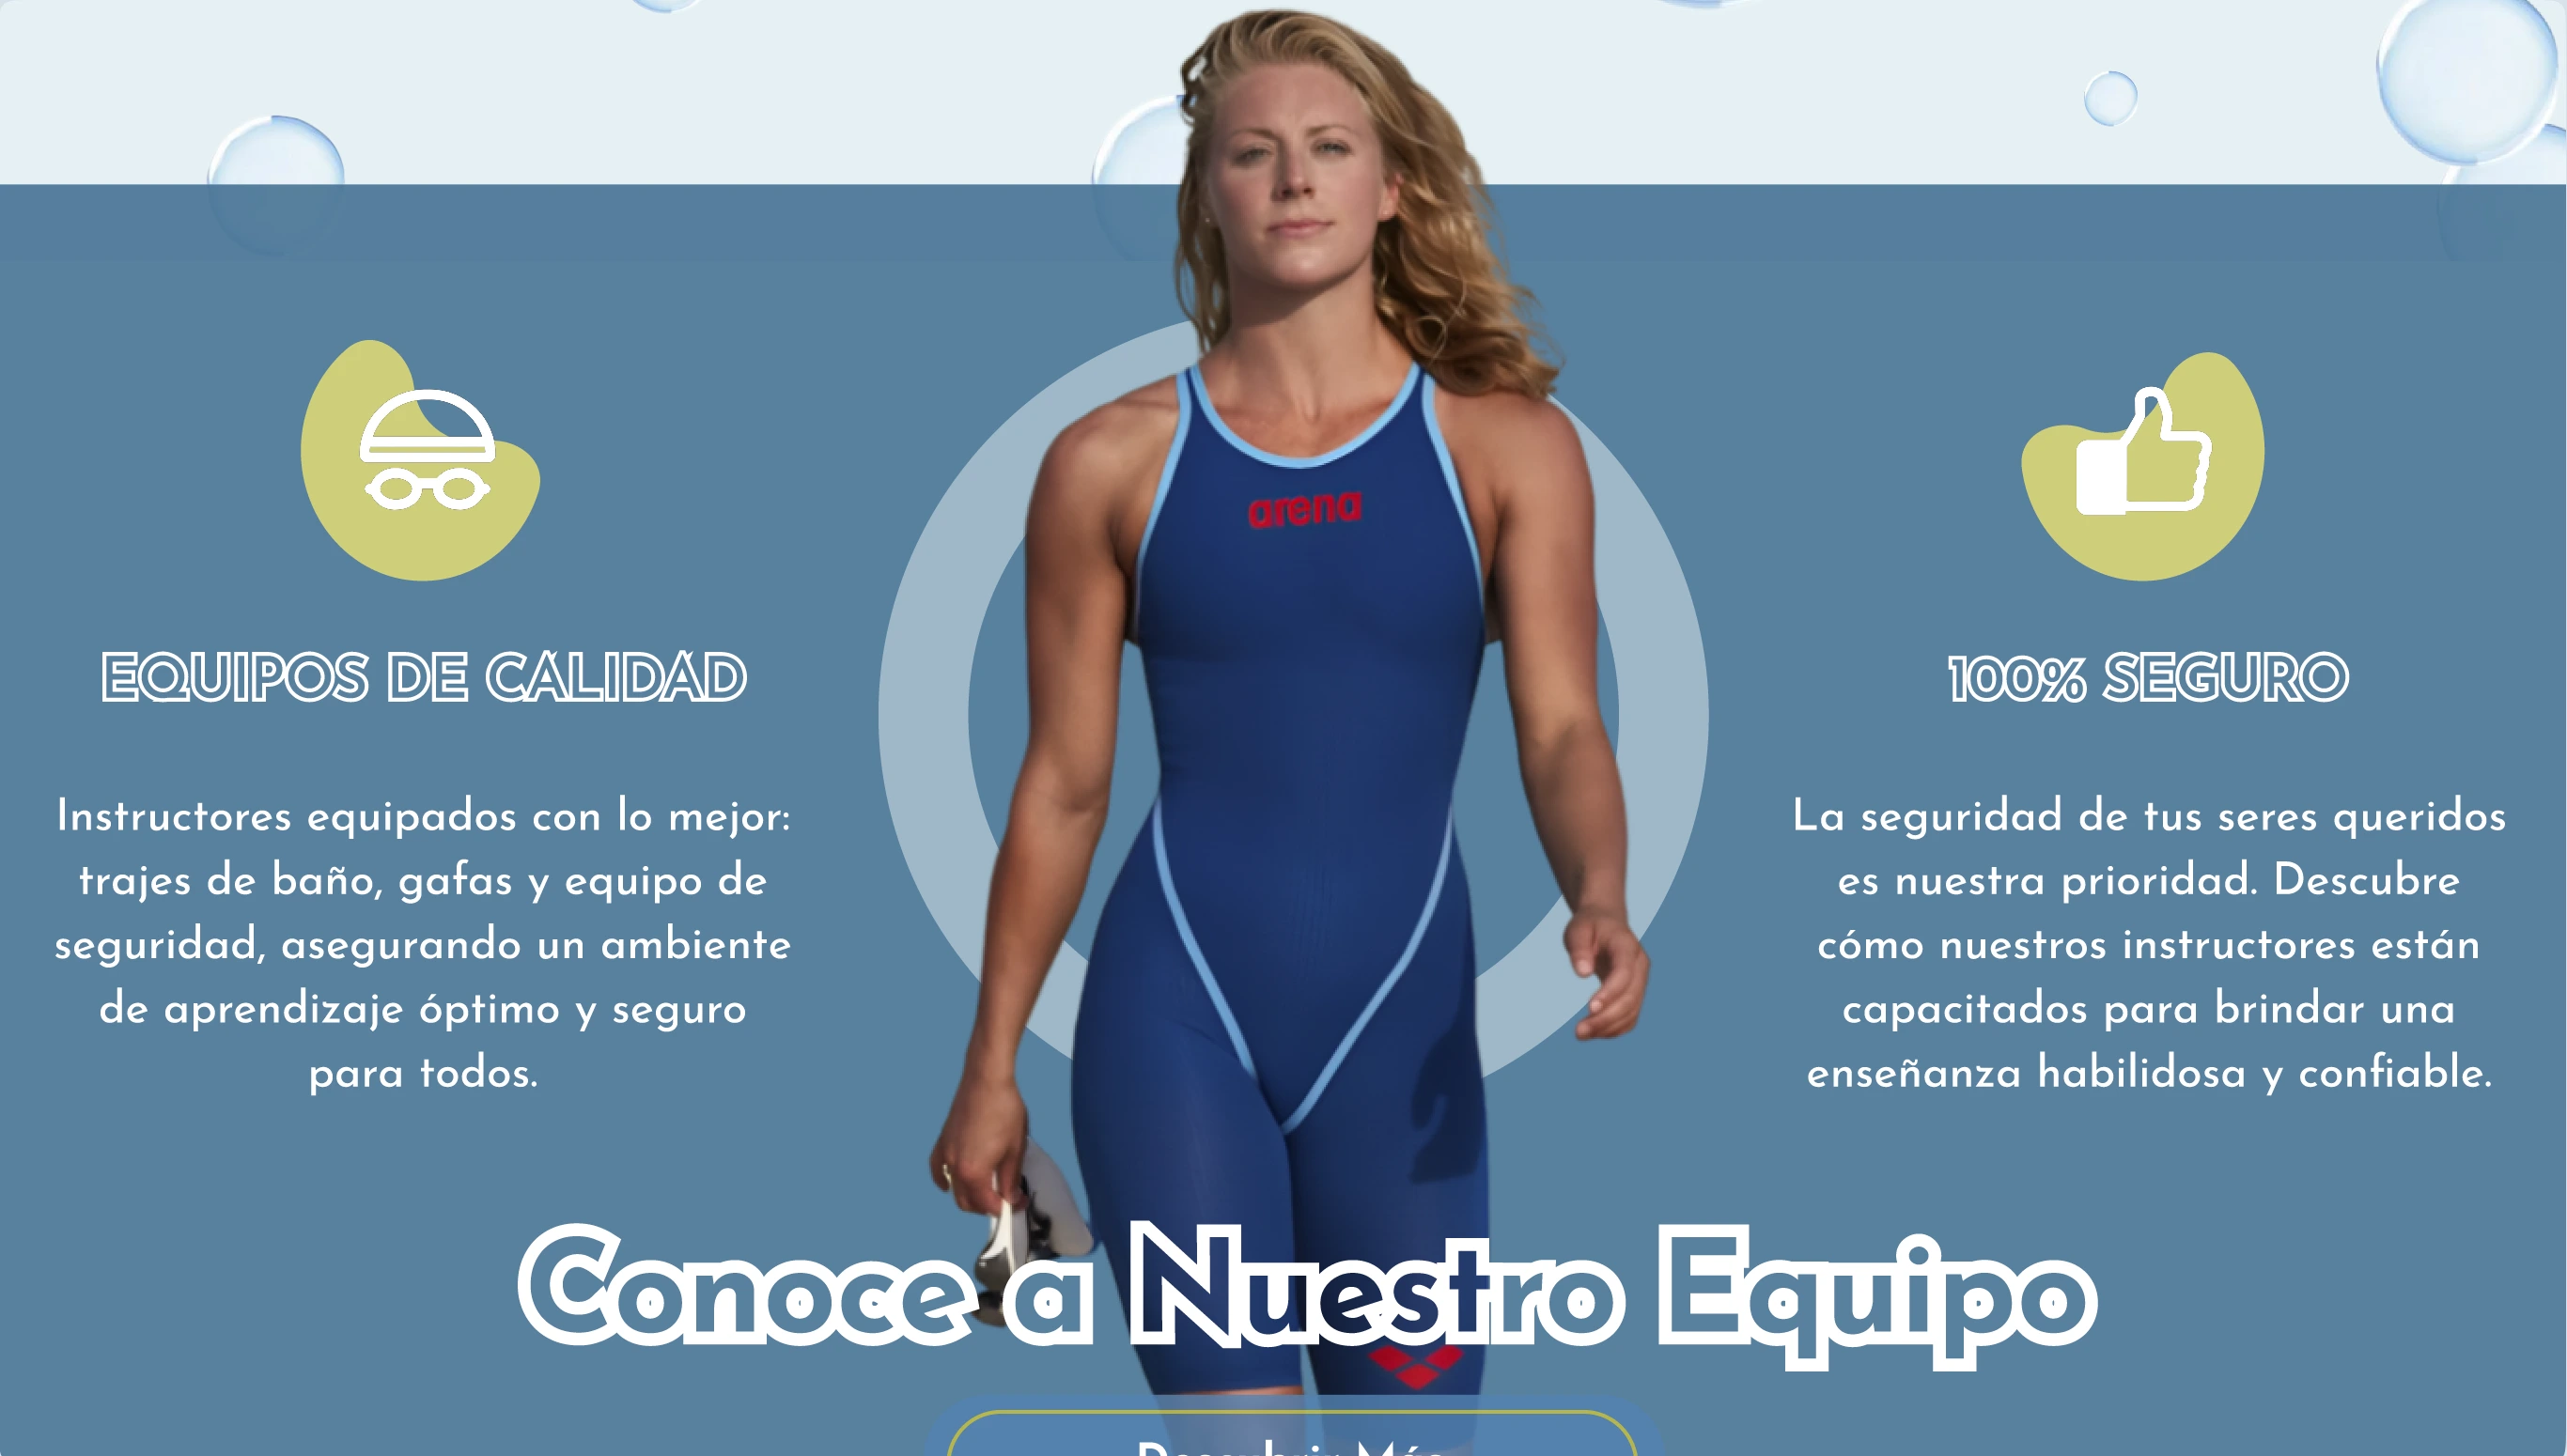 arena
EQUIPOS DE CALIDAD
Instructores equipados con lo mejor:
trajes de baño, gafas y equipo de
seguridad, asegurando un ambiente
de aprendizaje óptimo y seguro
para todos.
100% SEGURO
La seguridad de tus seres queridos
es nuestra prioridad. Descubre
cómo nuestros instructores están
capacitados para brindar una
enseñanza habilidosa y confiable.
Conoce a Nuestro Equipo
Descubrir Más